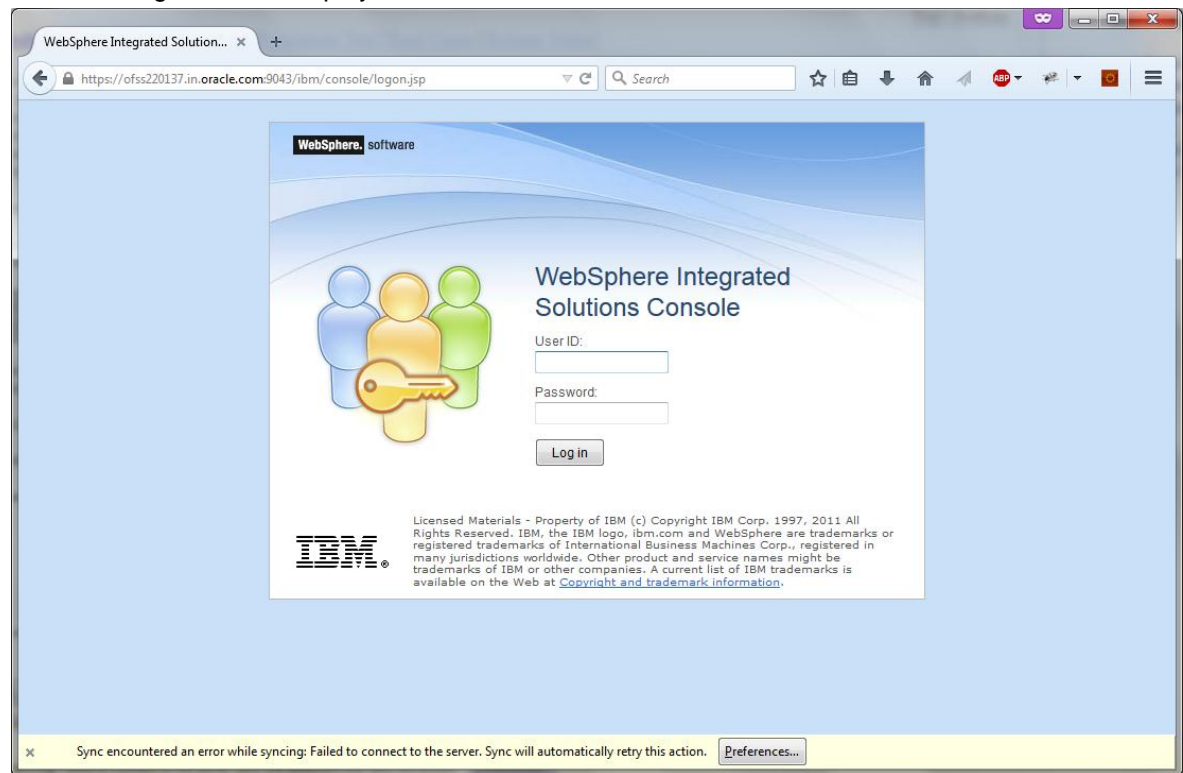 WebSphere Integrated Solution... × +
https://ofss220137.in.oracle.com:9043/ibm/console/logon.jsp Search ABP
WebSphere. software
WebSphere Integrated
Solutions Console
User ID:
Password:
Log in
Licensed Materials - Property of IBM (c) Copyright IBM Corp. 1997, 2011 All
Rights Reserved. IBM, the IBM logo, ibm.com and WebSphere are trademarks or
registered trademarks of International Business Machines Corp., registered in
many jurisdictions worldwide. Other product and service names might be
trademarks of IBM or other companies. A current list of IBM trademarks is
available on the Web at Copyright and trademark information.
IBM®
Sync encountered an error while syncing: Failed to connect to the server. Sync will automatically retry this action. Preferences...